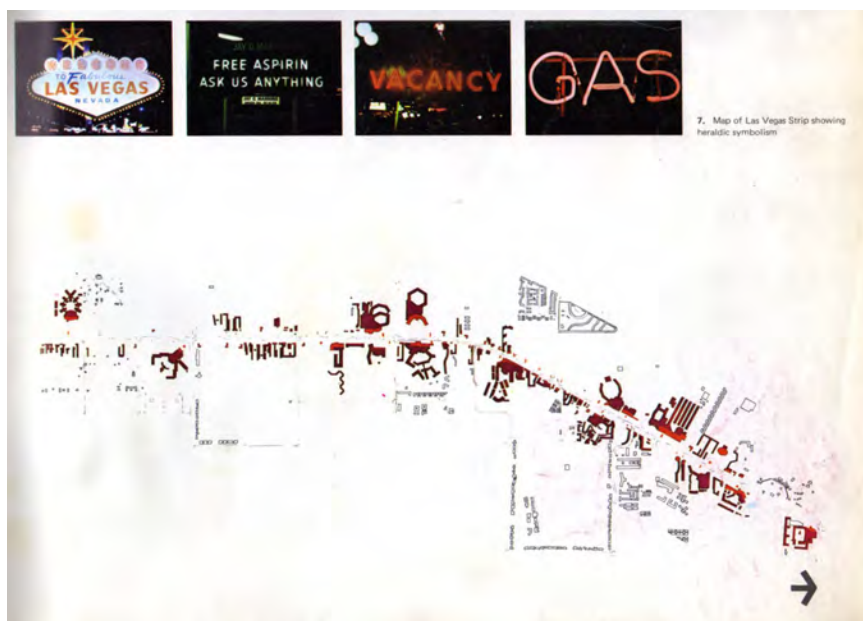 TO Fabulous
LAS VEGAS
NEVADA
FREE ASPIRIN
ASK US ANYTHING
VACANCY
GAS
7. Map of Las Vegas Strip showing
heraldic symbolism